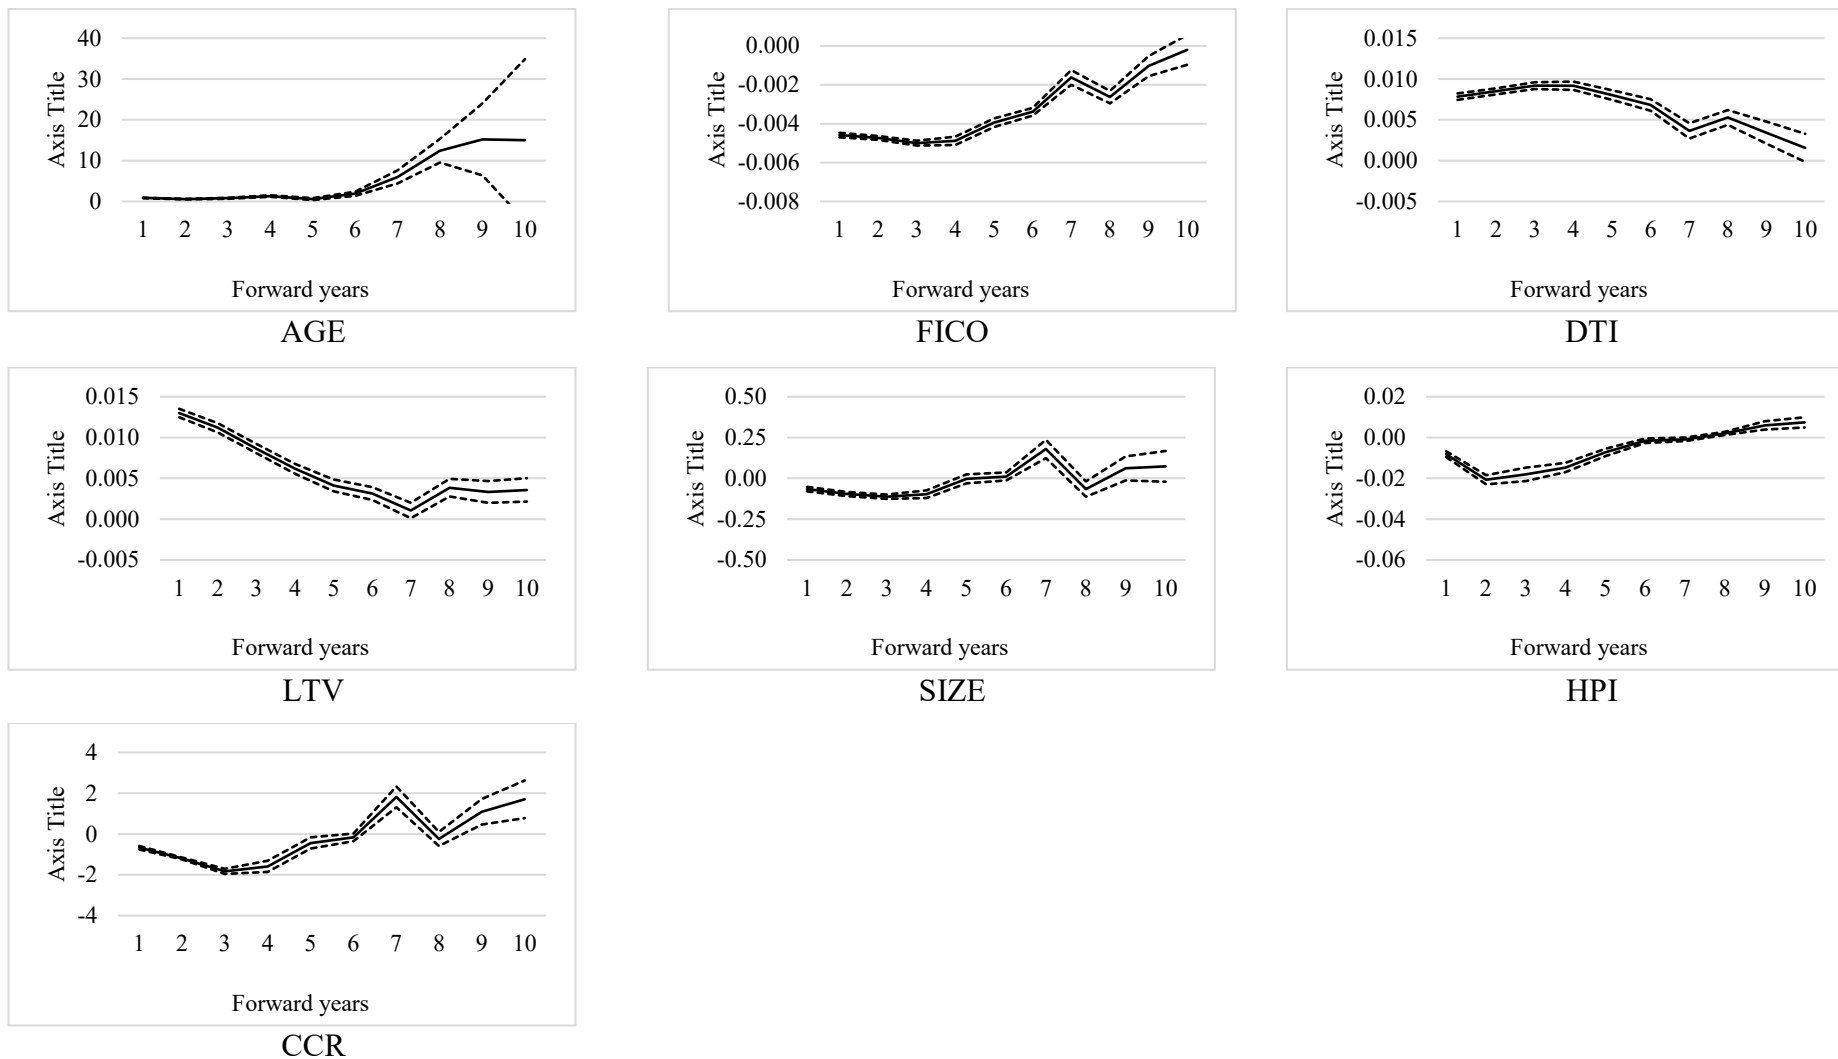 40
30
20
10
0
Axis Title
1 2 3 4 5 6 7 8 9 10
Forward years
AGE
0.000
-0.002
-0.004
-0.006
-0.008
Axis Title
1 2 3 4 5 6 7 8 9 10
Forward years
FICO
0.015
0.010
0.005
0.000
-0.005
Axis Title
1 2 3 4 5 6 7 8 9 10
Forward years
DTI
0.015
0.010
0.005
0.000
-0.005
Axis Title
1 2 3 4 5 6 7 8 9 10
Forward years
LTV
0.50
0.25
0.00
-0.25
-0.50
Axis Title
1 2 3 4 5 6 7 8 9 10
Forward years
SIZE
0.02
0.00
-0.02
-0.04
-0.06
Axis Title
1 2 3 4 5 6 7 8 9 10
Forward years
HPI
4
2
0
-2
-4
Axis Title
1 2 3 4 5 6 7 8 9 10
Forward years
CCR